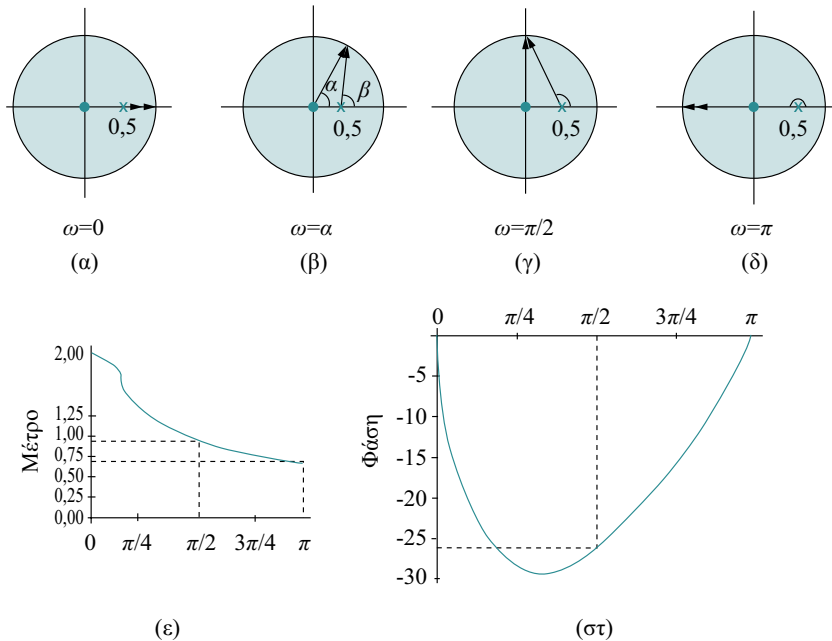 α β
0,5 0,5 0,5 0,5
ω=0 ω=α ω=π/2 ω=π
(α) (β) (γ) (δ)
Μέτρο
2,00
1,25
1,00
0,75
0,50
0,25
0,00
0 π/4 π/2 3π/4 π
(ε)
Φάση
0 π/4 π/2 3π/4 π
-5
-10
-15
-20
-25
-30
(στ)